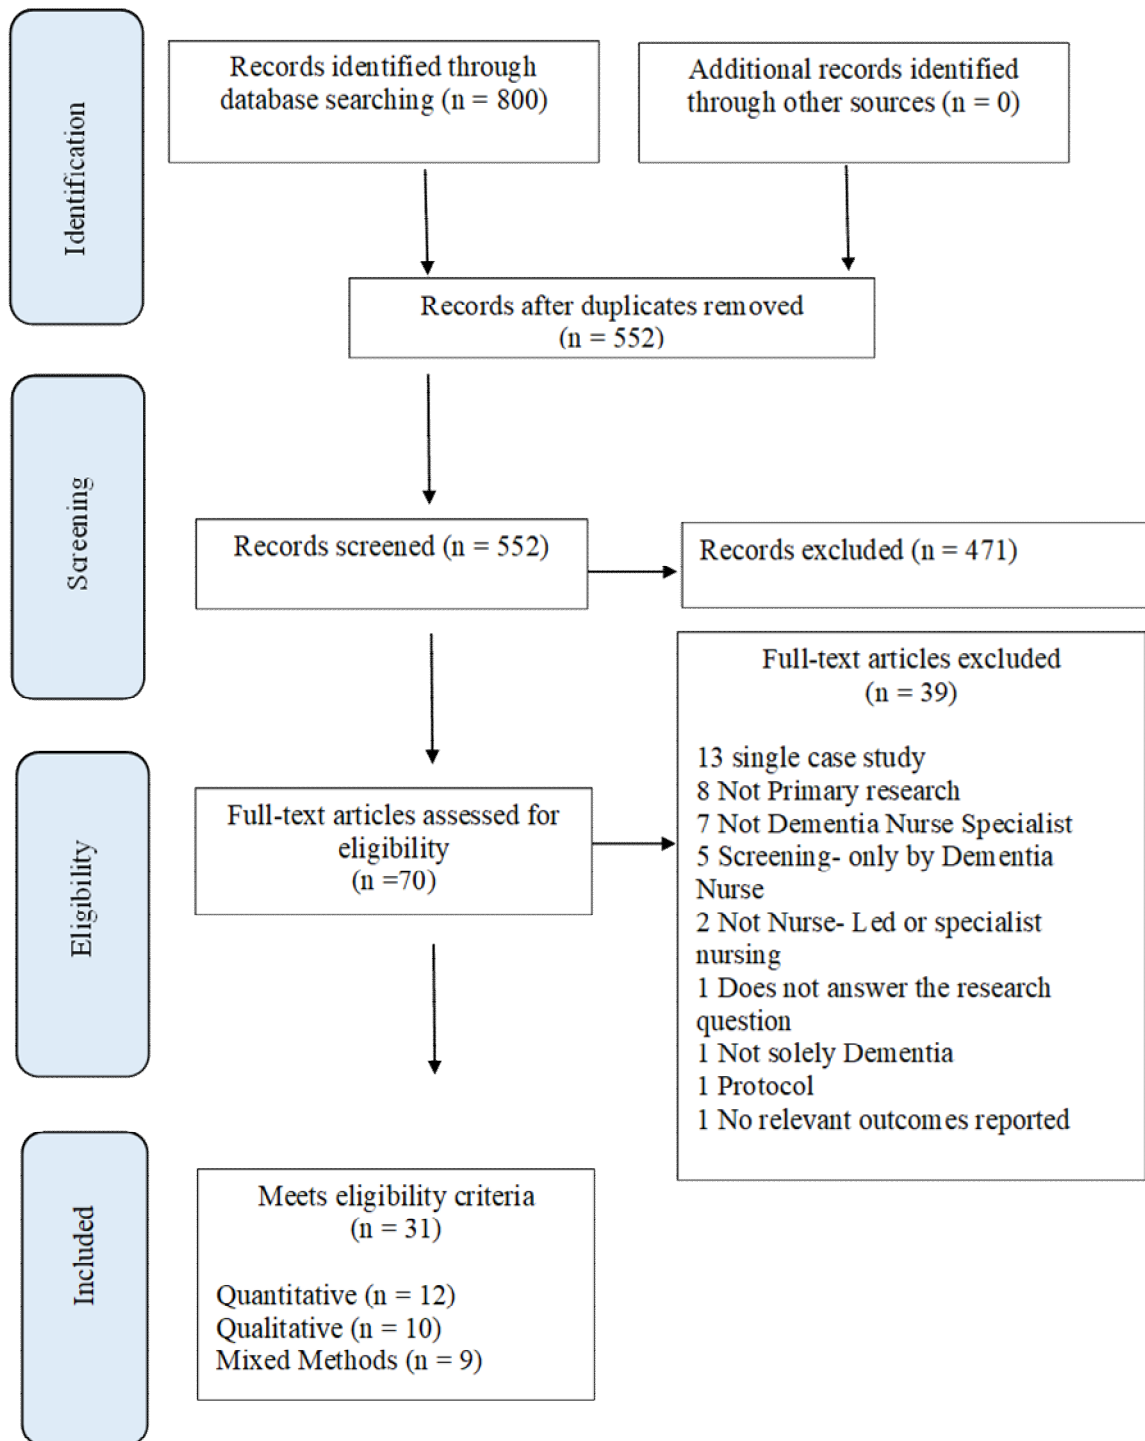 Identification
Records identified through
database searching (n = 800)
Additional records identified
through other sources (n = 0)
Records after duplicates removed
(n = 552)
Screening
Records screened (n = 552)
Records excluded (n = 471)
Eligibility
Full-text articles assessed for
eligibility
(n =70)
Full-text articles excluded
(n = 39)
13 single case study
8 Not Primary research
7 Not Dementia Nurse Specialist
5 Screening- only by Dementia
Nurse
2 Not Nurse- Led or specialist
nursing
1 Does not answer the research
question
1 Not solely Dementia
1 Protocol
1 No relevant outcomes reported
Included
Meets eligibility criteria
(n = 31)
Quantitative (n = 12)
Qualitative (n = 10)
Mixed Methods (n = 9)